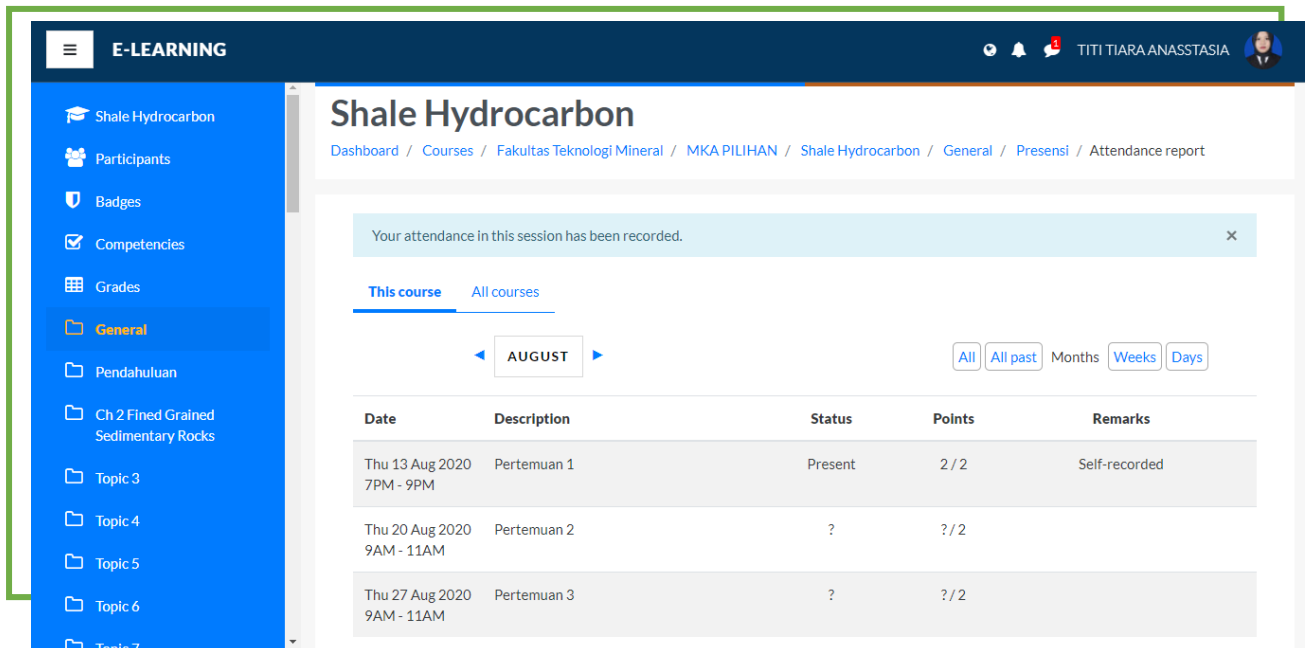 E-LEARNING
1
TITI TIARA ANASSTASIA
Shale Hydrocarbon
Participants
Badges
Competencies
Grades
General
Pendahuluan
Ch 2 Fined Grained
Sedimentary Rocks
Topic 3
Topic 4
Topic 5
Topic 6
Topic 7
Shale Hydrocarbon
Dashboard / Courses / Fakultas Teknologi Mineral / MKA PILIHAN / Shale Hydrocarbon / General / Presensi / Attendance report
Your attendance in this session has been recorded. ×
This course All courses
◄ AUGUST ►
All All past Months Weeks Days
Date Description Status Points Remarks
Thu 13 Aug 2020 Pertemuan 1 Present 2 / 2 Self-recorded
7PM - 9PM
Thu 20 Aug 2020 Pertemuan 2 ? ? / 2
9AM - 11AM
Thu 27 Aug 2020 Pertemuan 3 ? ? / 2
9AM - 11AM